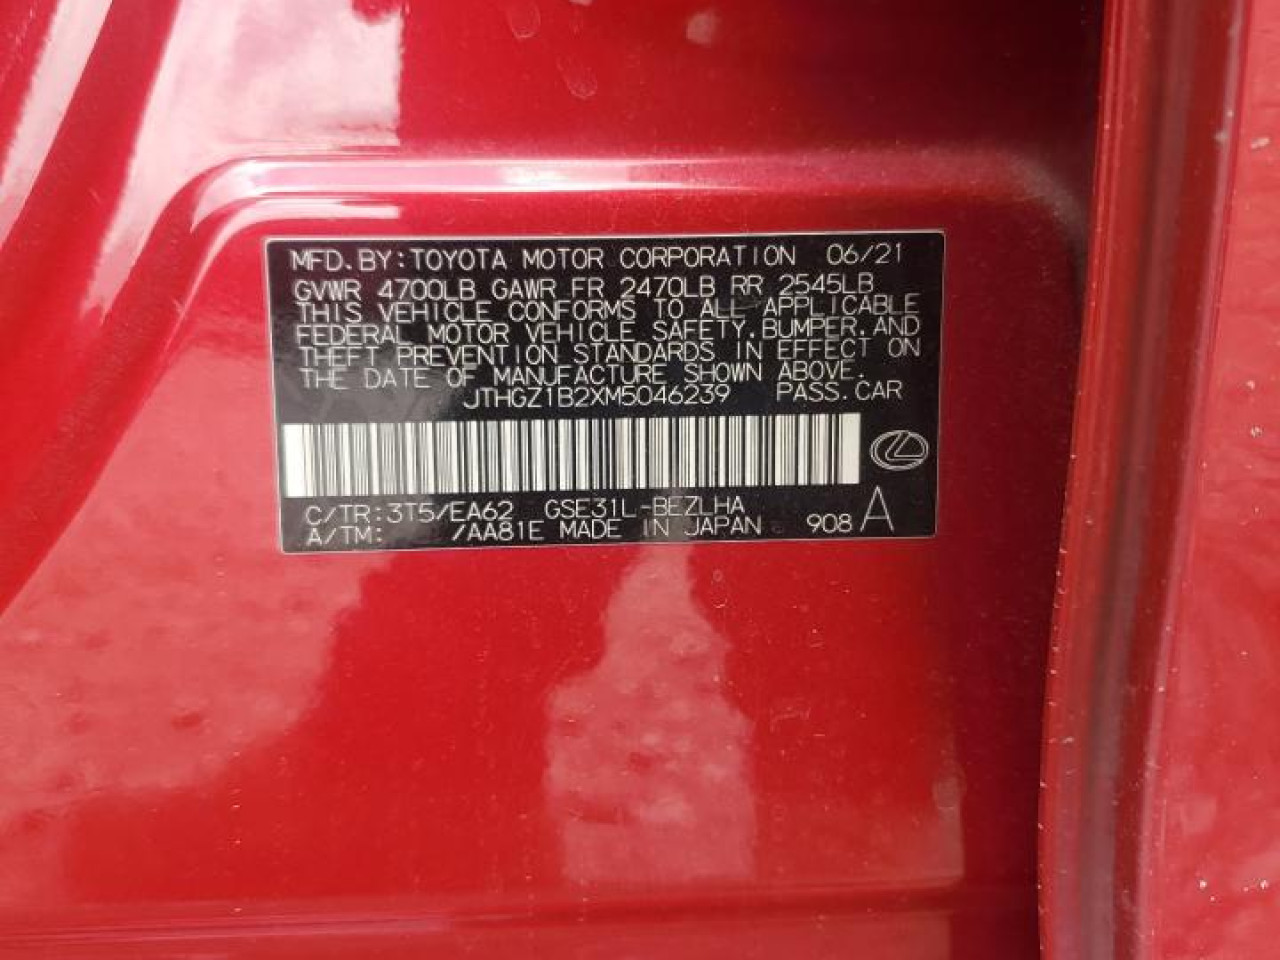 MFD.BY:TOYOTA MOTOR CORPORATION 06/21
GVWR 4700LB GAWR FR 2470LB RR 2545LB
THIS VEHICLE CONFORMS TO ALL APPLICABLE
FEDERAL MOTOR VEHICLE SAFETY,BUMPER,AND
THEFT PREVENTION STANDARDS IN EFFECT ON
THE DATE OF MANUFACTURE SHOWN ABOVE.
JTHGZ1B2XM5046239 PASS.CAR
C/TR:3T5/EA62 GSE31L-BEZLHA
A/TM: /AA81E MADE IN JAPAN 908 A